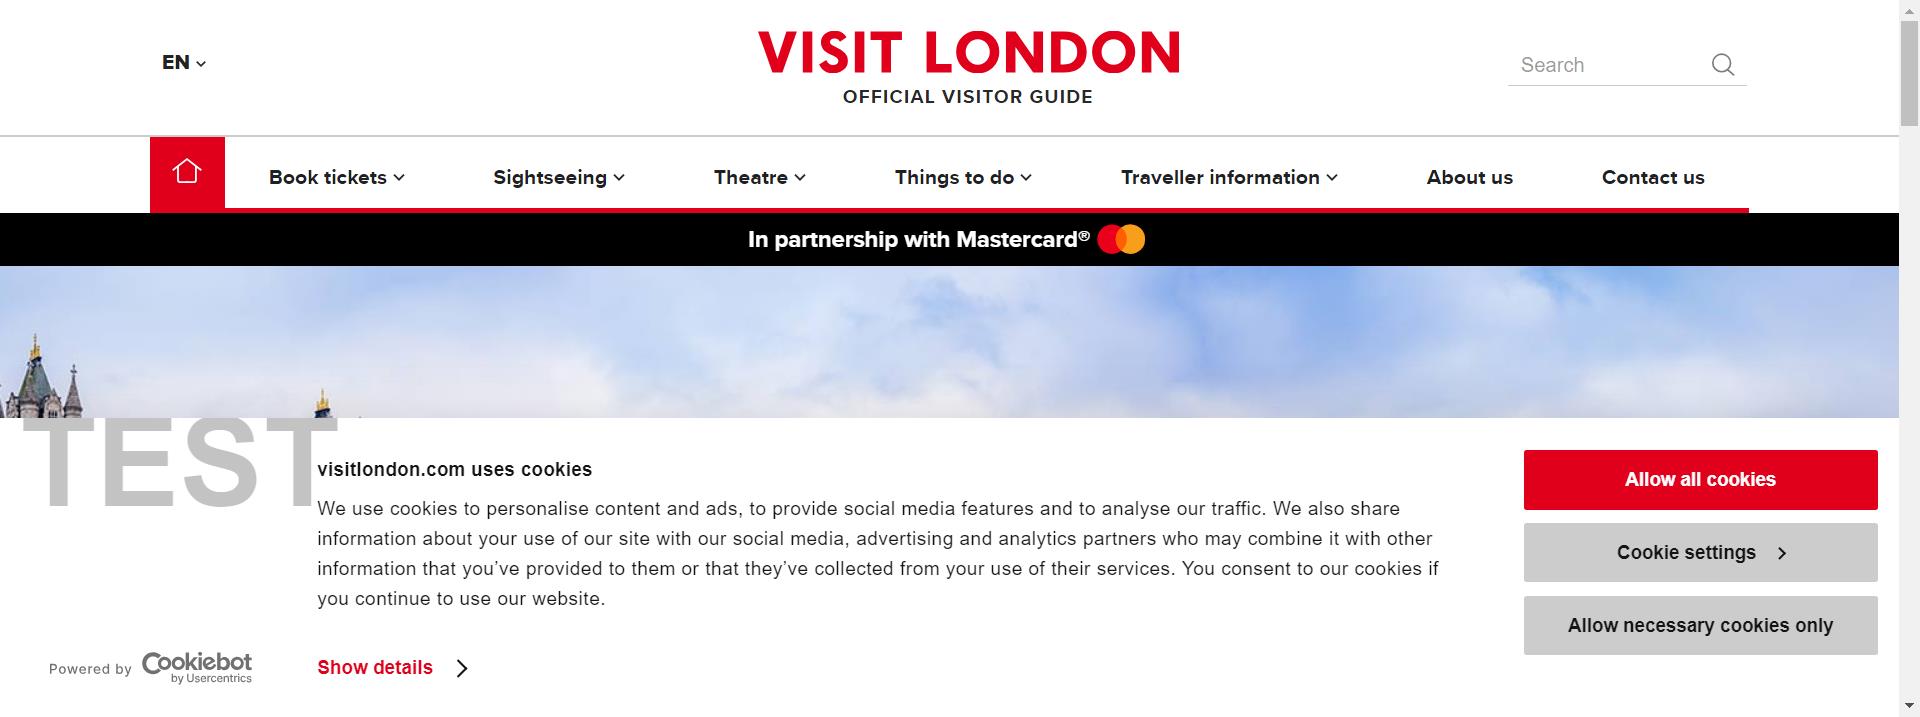 EN
VISIT LONDON
OFFICIAL VISITOR GUIDE
Search
Book tickets
Sightseeing
Theatre
Things to do
Traveller information
About us
Contact us
In partnership with Mastercard®
TEST
visitlondon.com uses cookies
We use cookies to personalise content and ads, to provide social media features and to analyse our traffic. We also share
information about your use of our site with our social media, advertising and analytics partners who may combine it with other
information that you’ve provided to them or that they’ve collected from your use of their services. You consent to our cookies if
you continue to use our website.
Show details
Allow all cookies
Cookie settings
Allow necessary cookies only
Powered by Cookiebot
by Usercentrics